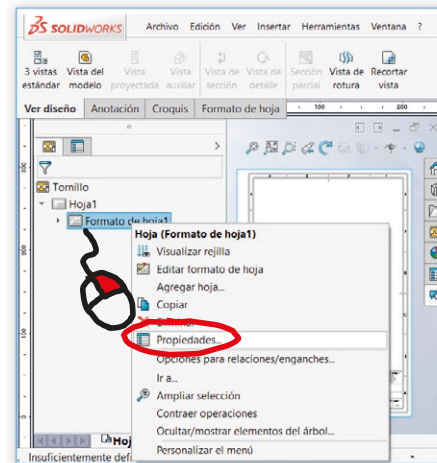 SOLIDWORKS Archivo Edición Ver Insertar Herramientas Ventana ?
3 vistas estándar
Vista del modelo
Vista proyectada
Vista auxiliar
Vista de sección
Vista de detalle
Sección parcial
Vista de rotura
Recortar vista
Ver diseño Anotación Croquis Formato de hoja
100 200
Tornillo
Hoja1
Formato de hoja1
Hoja (Formato de hoja1)
Visualizar rejilla
Editar formato de hoja
Agregar hoja...
Copiar
Eliminar
Propiedades...
Opciones para relaciones/enganches...
Ir a...
Ampliar selección
Contraer operaciones
Ocultar/mostrar elementos del árbol...
Personalizar el menú
Hoj
Insuficientemente defi